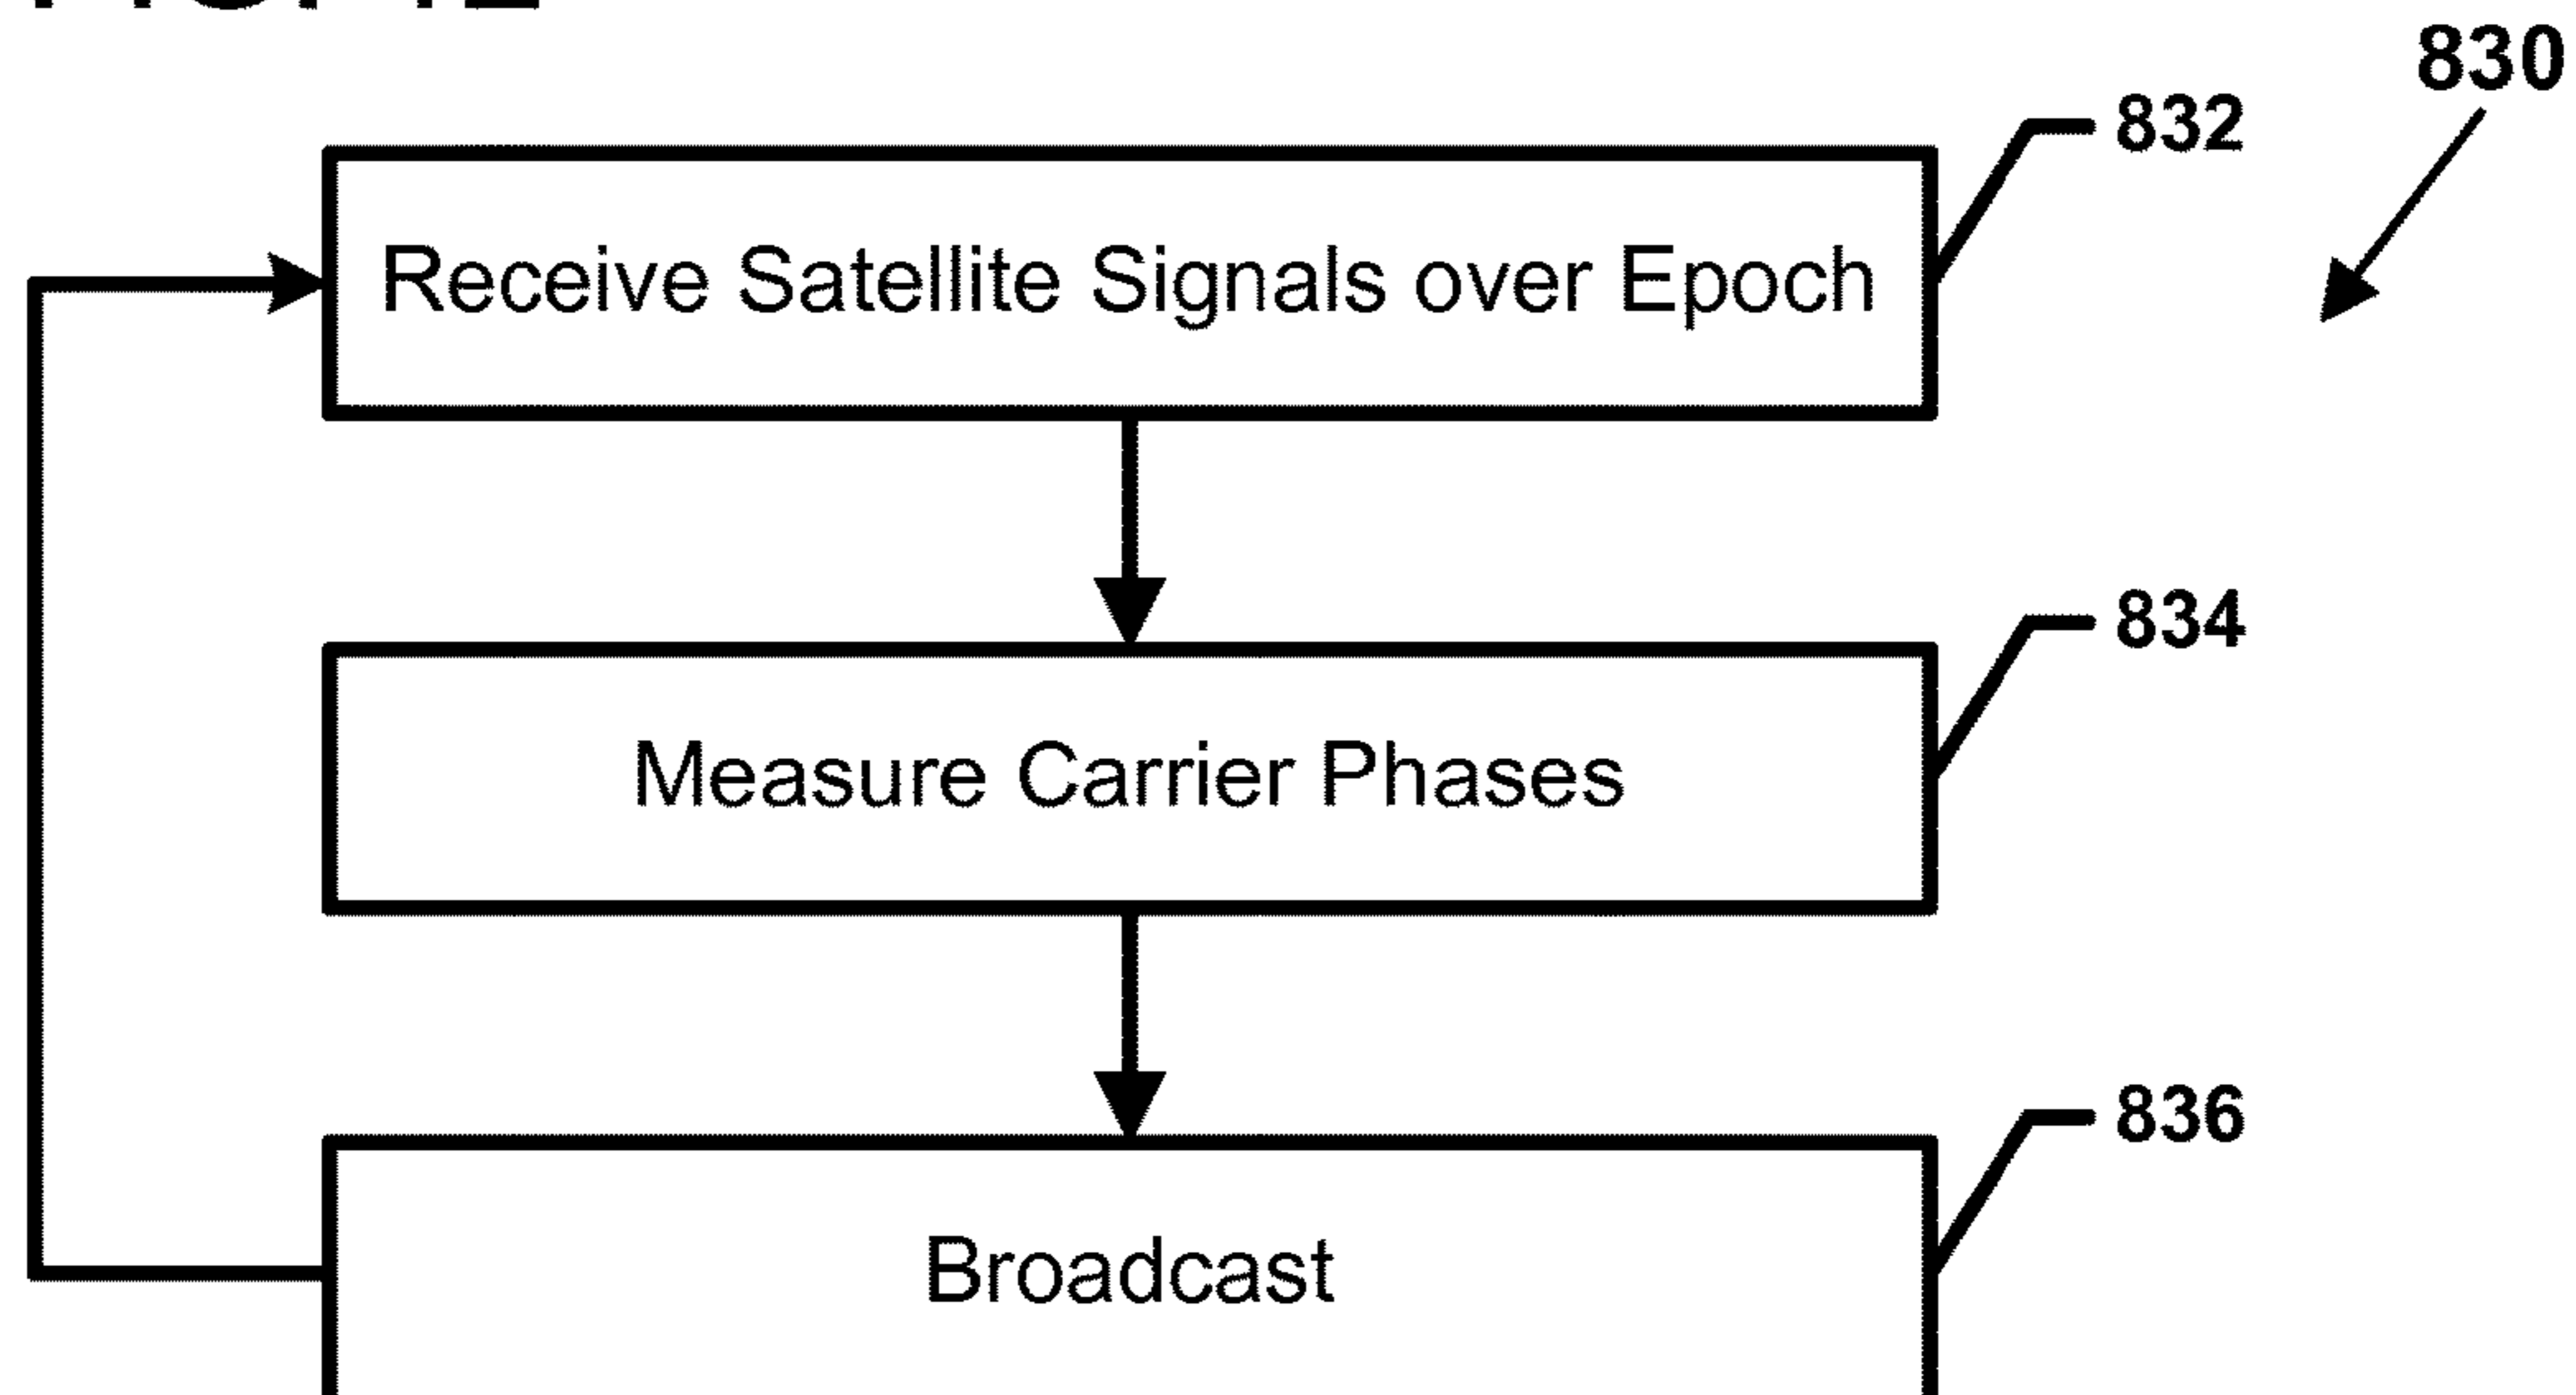 830
832
Receive Satellite Signals over Epoch
834
Measure Carrier Phases
836
Broadcast